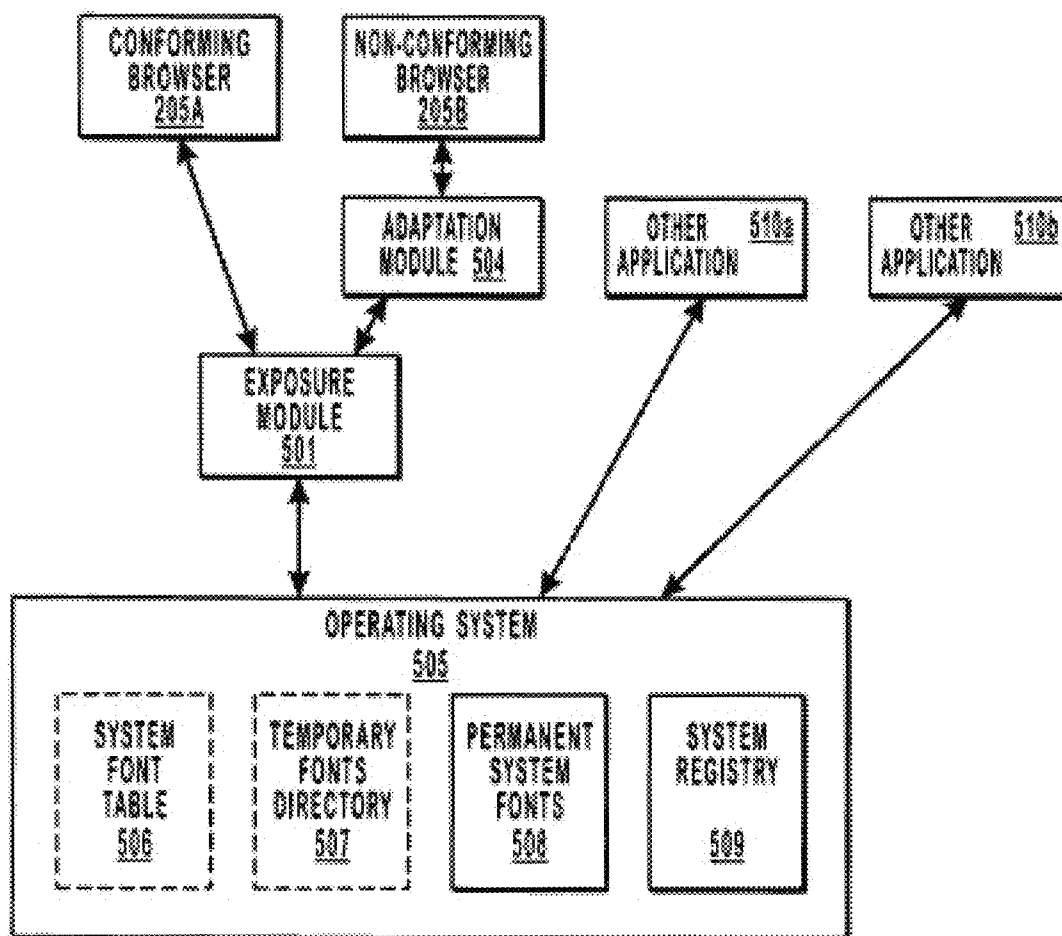 CONFORMING
BROWSER
205A
NON-CONFORMING
BROWSER
205B
ADAPTATION
MODULE 504
OTHER 510a
APPLICATION
OTHER 510b
APPLICATION
EXPOSURE
MODULE
501
OPERATING SYSTEM
505
SYSTEM
FONT
TABLE
506
TEMPORARY
FONTS
DIRECTORY
507
PERMANENT
SYSTEM
FONTS
508
SYSTEM
REGISTRY
509